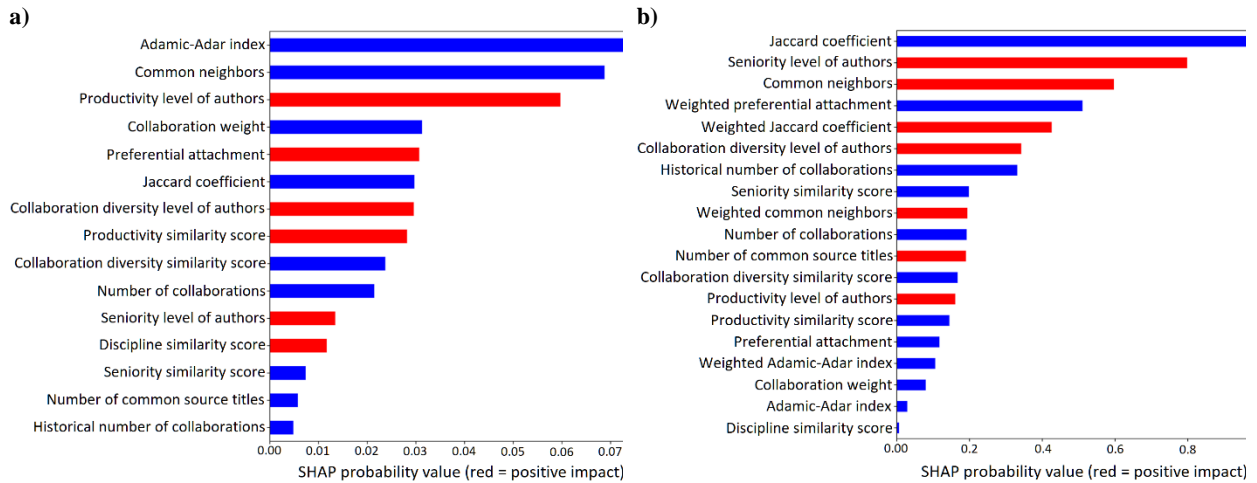 a)
Adamic-Adar index
Common neighbors
Productivity level of authors
Collaboration weight
Preferential attachment
Jaccard coefficient
Collaboration diversity level of authors
Productivity similarity score
Collaboration diversity similarity score
Number of collaborations
Seniority level of authors
Discipline similarity score
Seniority similarity score
Number of common source titles
Historical number of collaborations
0.00 0.01 0.02 0.03 0.04 0.05 0.06 0.07
SHAP probability value (red = positive impact)
b)
Jaccard coefficient
Seniority level of authors
Common neighbors
Weighted preferential attachment
Weighted Jaccard coefficient
Collaboration diversity level of authors
Historical number of collaborations
Seniority similarity score
Weighted common neighbors
Number of collaborations
Number of common source titles
Collaboration diversity similarity score
Productivity level of authors
Productivity similarity score
Preferential attachment
Weighted Adamic-Adar index
Collaboration weight
Adamic-Adar index
Discipline similarity score
0.0 0.2 0.4 0.6 0.8
SHAP probability value (red = positive impact)